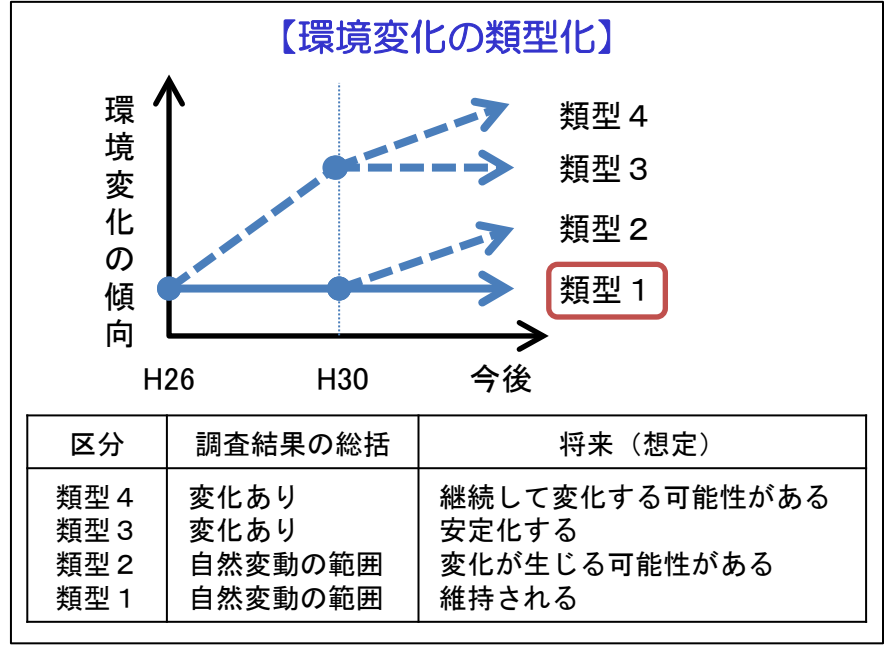 【環境変化の類型化】
環境変化の傾向
類型４
類型３
類型２
類型１
H26 H30 今後
区分 調査結果の総括 将来（想定）
類型４ 変化あり 継続して変化する可能性がある
類型３ 変化あり 安定化する
類型２ 自然変動の範囲 変化が生じる可能性がある
類型１ 自然変動の範囲 維持される